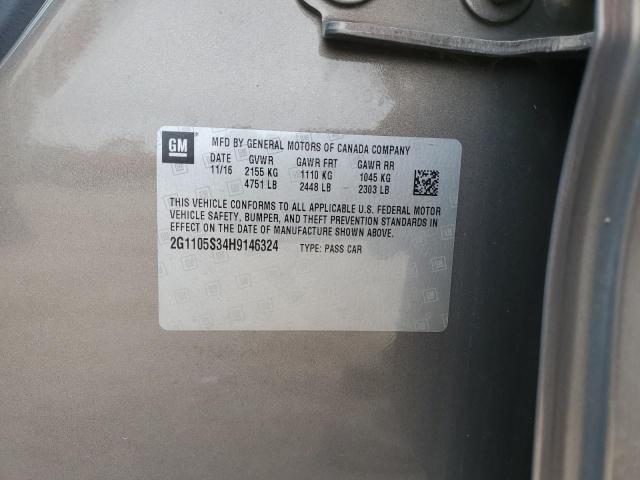 GM MFD BY GENERAL MOTORS OF CANADA COMPANY
DATE GVWR GAWR FRT GAWR RR
11/16 2155 KG 1110 KG 1045 KG
4751 LB 2448 LB 2303 LB
THIS VEHICLE CONFORMS TO ALL APPLICABLE U.S. FEDERAL MOTOR
VEHICLE SAFETY, BUMPER, AND THEFT PREVENTION STANDARDS IN
EFFECT ON THE DATE OF MANUFACTURE SHOWN ABOVE.
2G1105S34H9146324 TYPE: PASS CAR